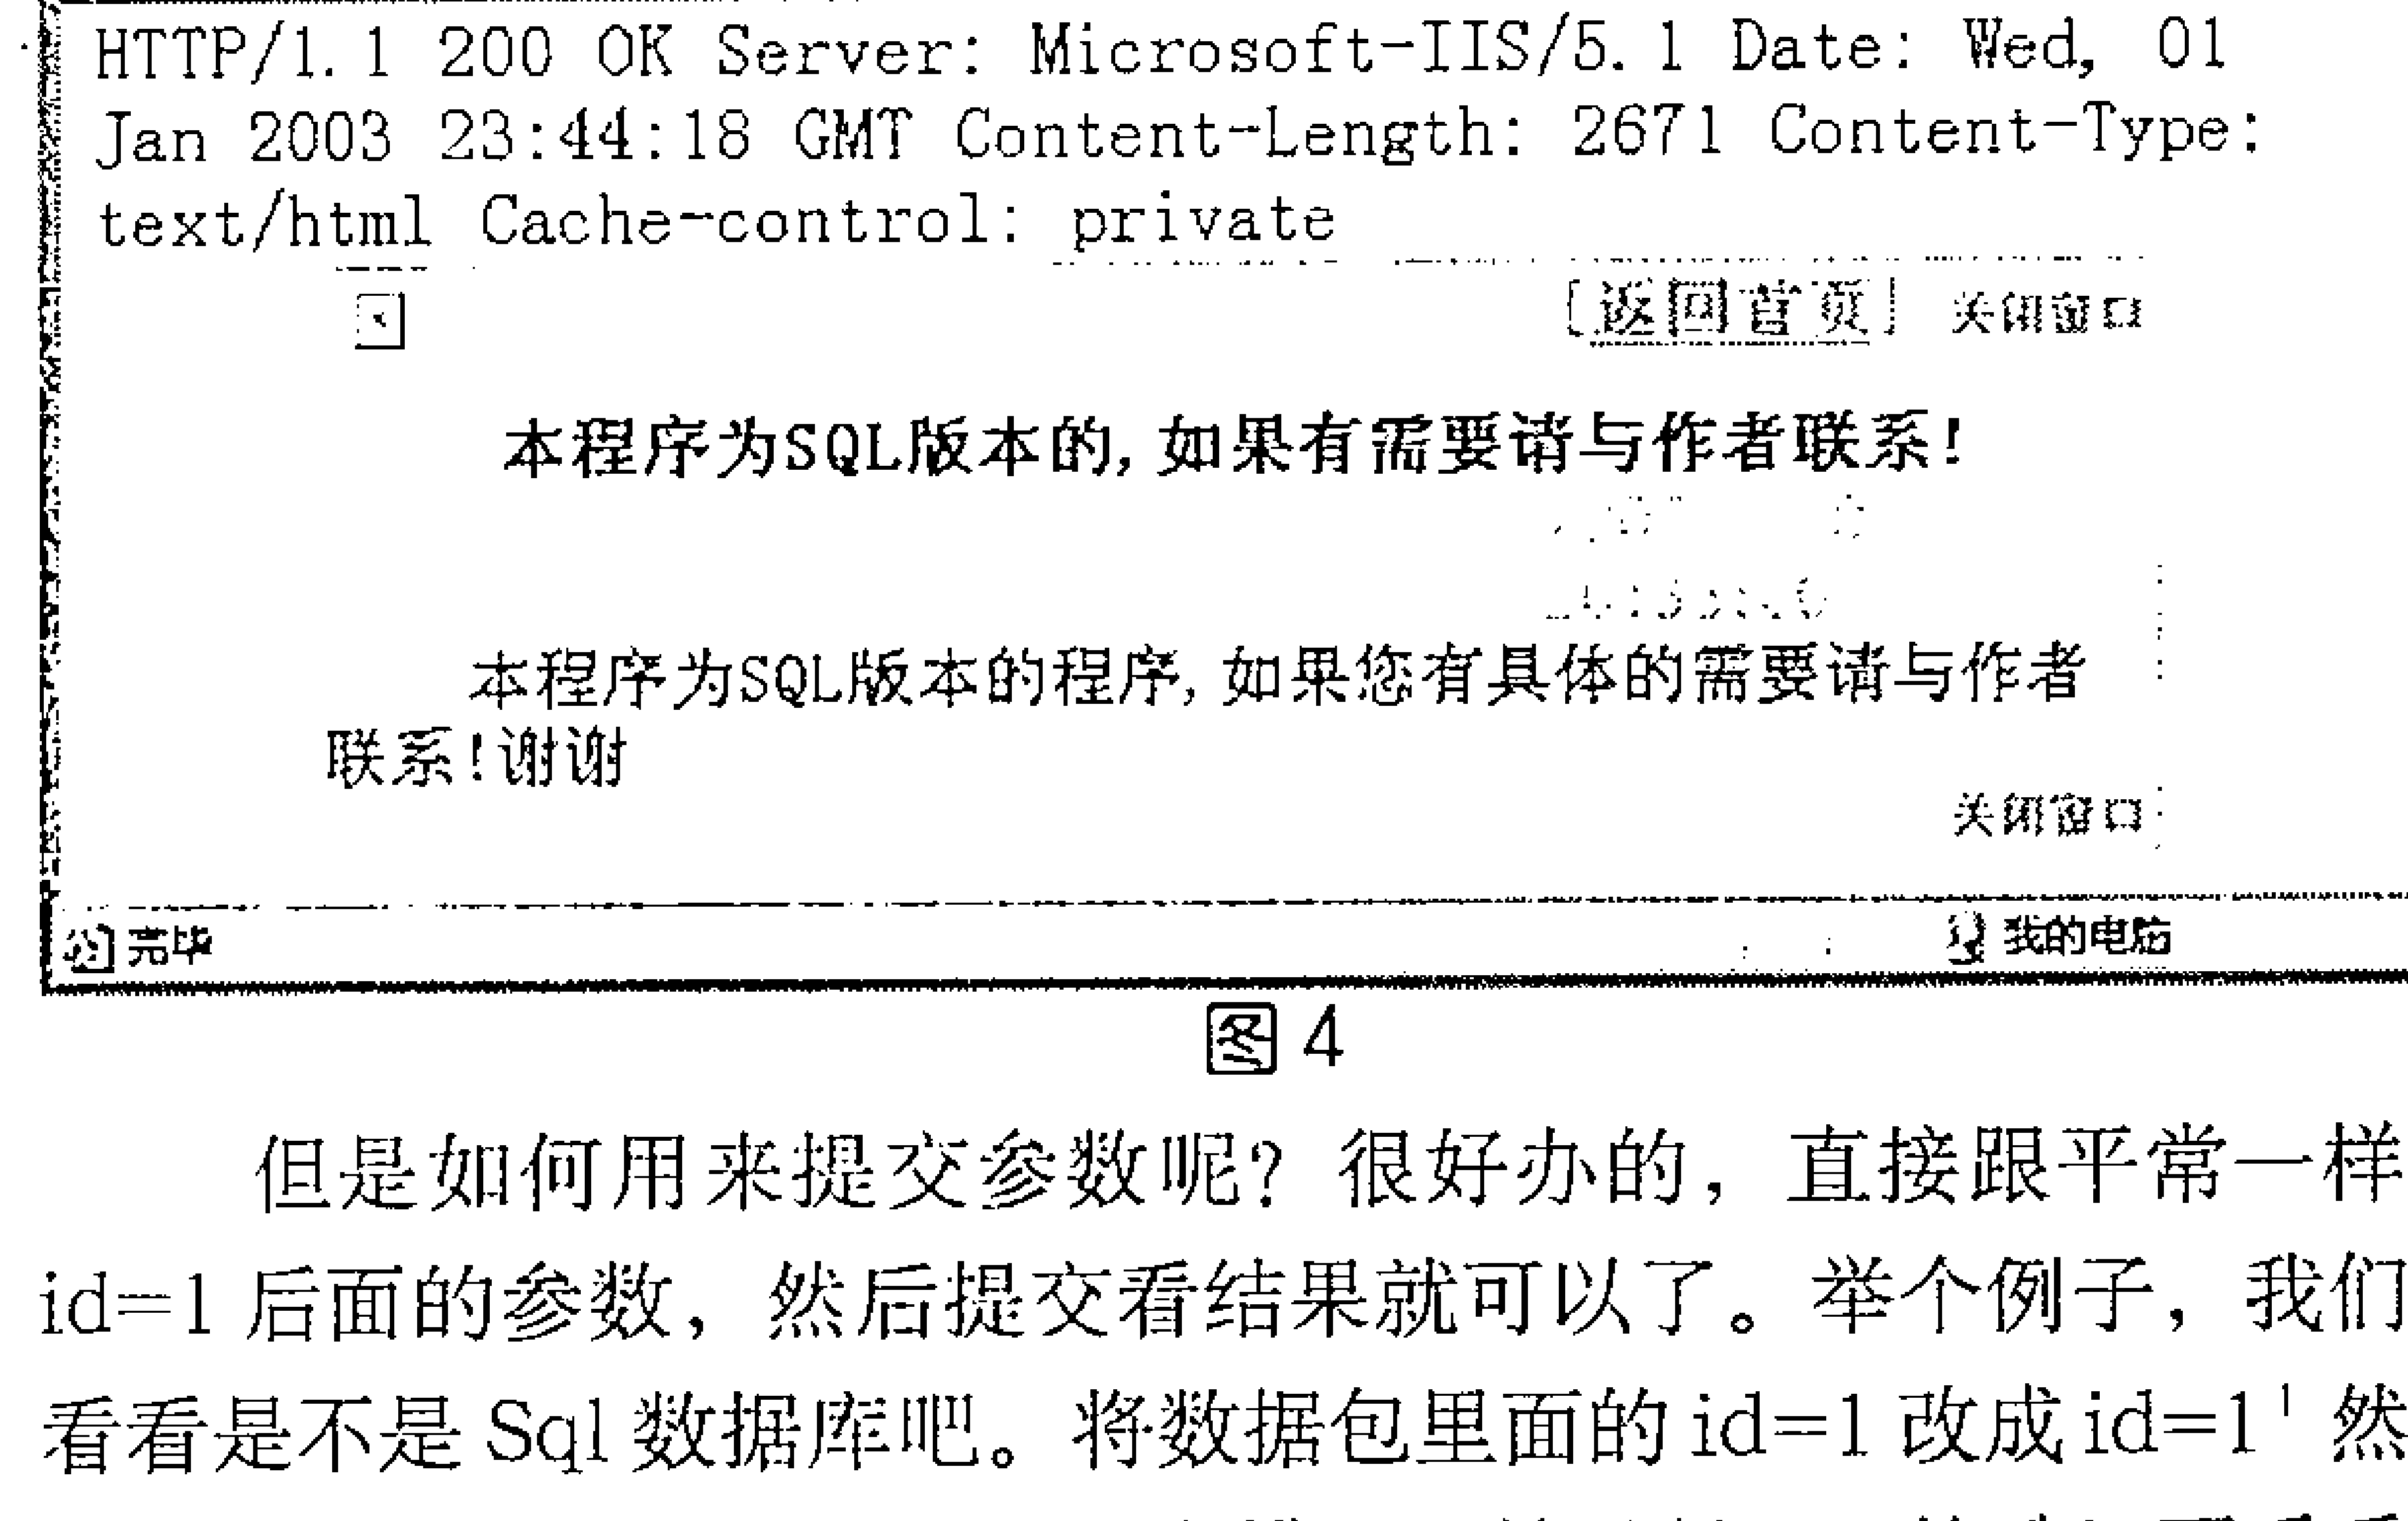 HTTP/1.1 200 OK Server: Microsoft-IIS/5.1 Date: Wed, 01
Jan 2003 23:44:18 GMT Content-Length: 2671 Content-Type:
text/html Cache-control: private
[返回首页] 关闭窗口
本程序为SQL版本的,如果有需要请与作者联系!
本程序为SQL版本的程序,如果您有具体的需要请与作者
联系!谢谢
关闭窗口
完毕 我的电脑
图 4
但是如何用来提交参数呢？很好办的，直接跟平常一样
id=1 后面的参数，然后提交看结果就可以了。举个例子，我们
看看是不是 Sql 数据库吧。将数据包里面的 id=1 改成 id=1' 然